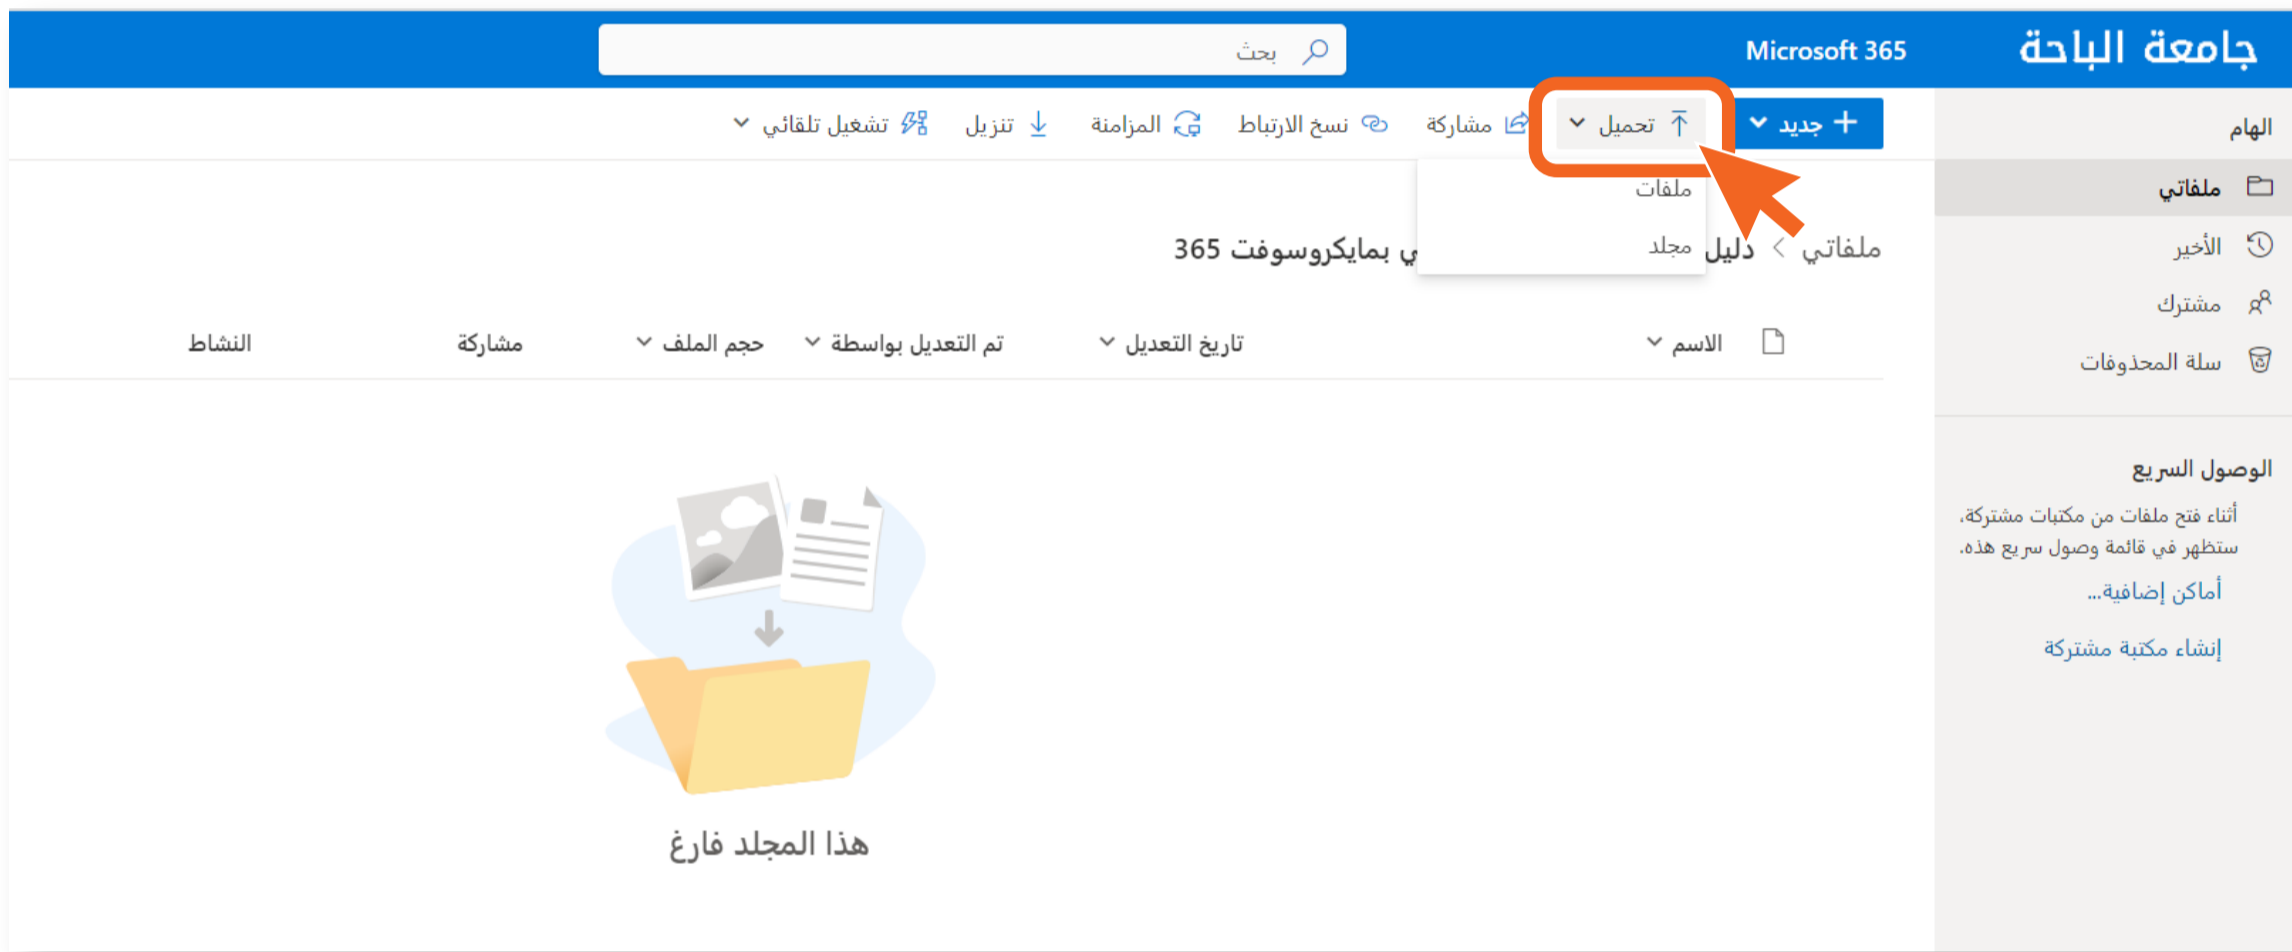 جامعة الباحة
Microsoft 365
بحث
+ جديد
تحميل
مشاركة
نسخ الارتباط
المزامنة
تنزيل
تشغيل تلقائي
ملفات
مجلد
ملفاتي > دليل ي بمايكروسوفت 365
الاسم
تاريخ التعديل
تم التعديل بواسطة
حجم الملف
مشاركة
النشاط
هذا المجلد فارغ
الهام
ملفاتي
الأخير
مشترك
سلة المحذوفات
الوصول السريع
أثناء فتح ملفات من مكتبات مشتركة،
ستظهر في قائمة وصول سريع هذه.
أماكن إضافية...
إنشاء مكتبة مشتركة